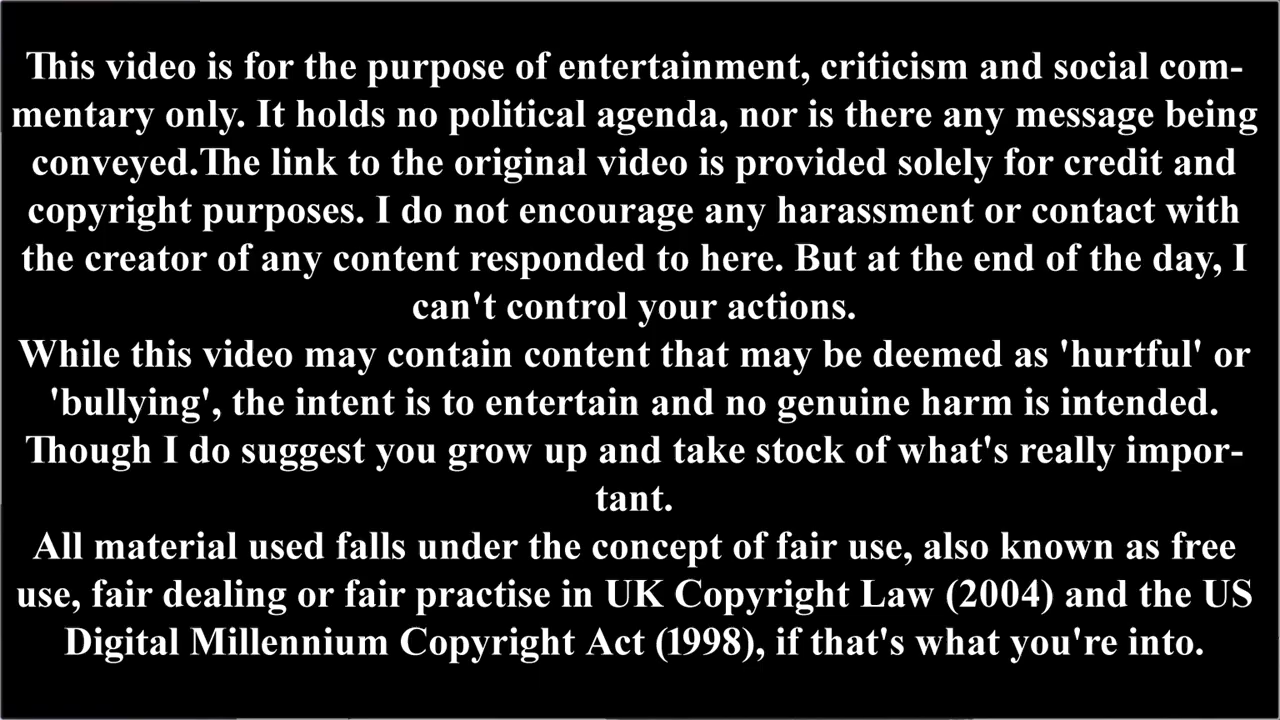 This video is for the purpose of entertainment, criticism and social com-
mentary only. It holds no political agenda, nor is there any message being
conveyed.The link to the original video is provided solely for credit and
copyright purposes. I do not encourage any harassment or contact with
the creator of any content responded to here. But at the end of the day, I
can't control your actions.
While this video may contain content that may be deemed as 'hurtful' or
'bullying', the intent is to entertain and no genuine harm is intended.
Though I do suggest you grow up and take stock of what's really impor-
tant.
All material used falls under the concept of fair use, also known as free
use, fair dealing or fair practise in UK Copyright Law (2004) and the US
Digital Millennium Copyright Act (1998), if that's what you're into.